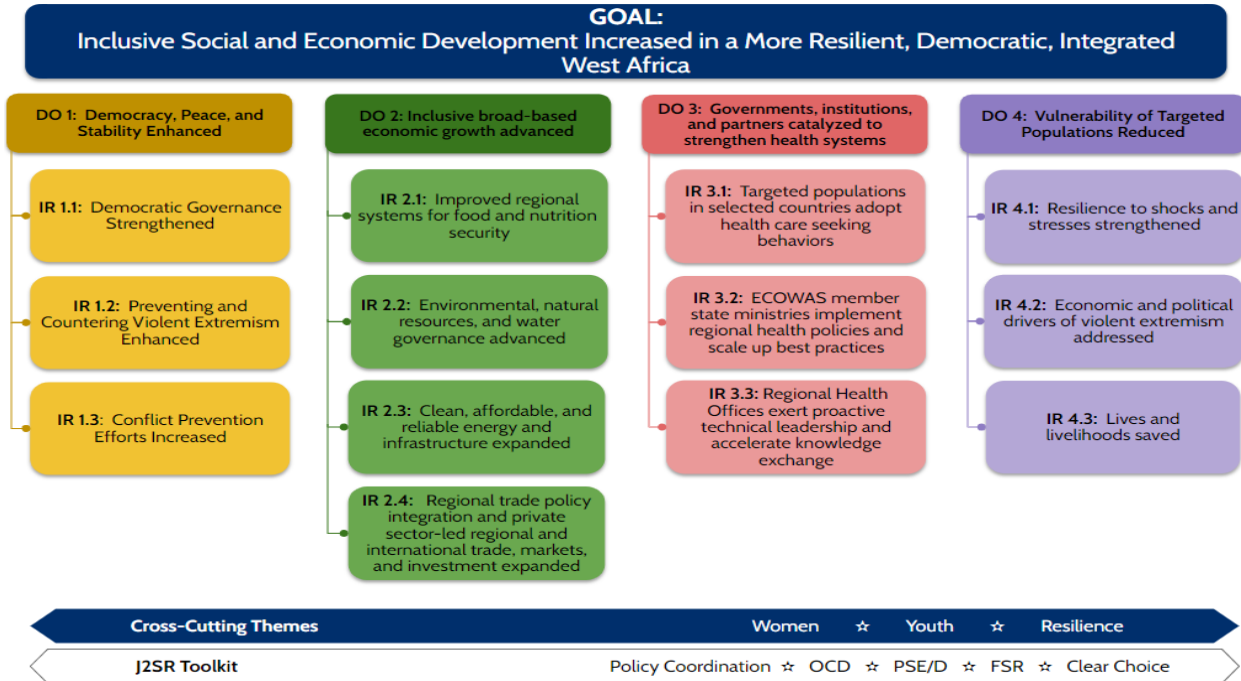 GOAL:
Inclusive Social and Economic Development Increased in a More Resilient, Democratic, Integrated
West Africa
DO 1: Democracy, Peace, and
Stability Enhanced
IR 1.1: Democratic Governance
Strengthened
IR 1.2: Preventing and
Countering Violent Extremism
Enhanced
IR 1.3: Conflict Prevention
Efforts Increased
DO 2: Inclusive broad-based
economic growth advanced
IR 2.1: Improved regional
systems for food and nutrition
security
IR 2.2: Environmental, natural
resources, and water
governance advanced
IR 2.3: Clean, affordable, and
reliable energy and
infrastructure expanded
IR 2.4: Regional trade policy
integration and private
sector-led regional and
international trade, markets,
and investment expanded
DO 3: Governments, institutions,
and partners catalyzed to
strengthen health systems
IR 3.1: Targeted populations
in selected countries adopt
health care seeking
behaviors
IR 3.2: ECOWAS member
state ministries implement
regional health policies and
scale up best practices
IR 3.3: Regional Health
Offices exert proactive
technical leadership and
accelerate knowledge
exchange
DO 4: Vulnerability of Targeted
Populations Reduced
IR 4.1: Resilience to shocks and
stresses strengthened
IR 4.2: Economic and political
drivers of violent extremism
addressed
IR 4.3: Lives and
livelihoods saved
Cross-Cutting Themes Women ☆ Youth ☆ Resilience
J2SR Toolkit Policy Coordination ☆ OCD ☆ PSE/D ☆ FSR ☆ Clear Choice